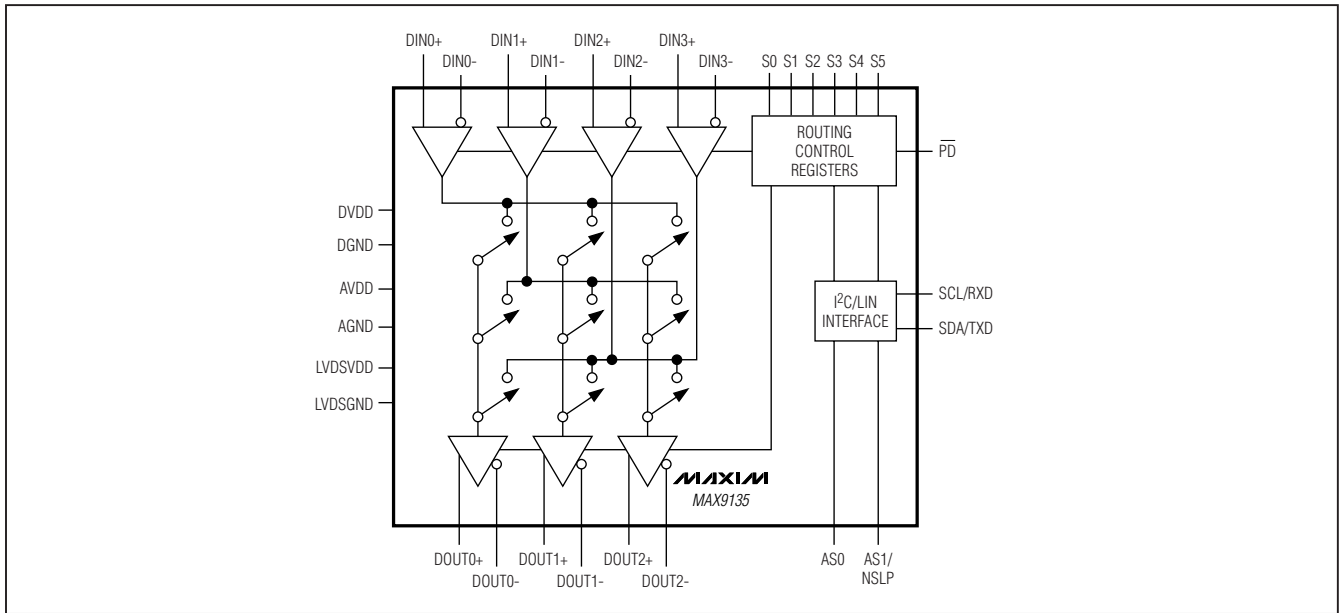 DIN0+ DIN1+ DIN2+ DIN3+
DIN0- DIN1- DIN2- DIN3- S0 S1 S2 S3 S4 S5
ROUTING
CONTROL
REGISTERS
PD
DVDD
DGND
AVDD
AGND
LVDSVDD
LVDSGND
I2C/LIN
INTERFACE
SCL/RXD
SDA/TXD
MAXIM
MAX9135
DOUT0+ DOUT1+ DOUT2+
DOUT0- DOUT1- DOUT2-
AS0
AS1/
NSLP